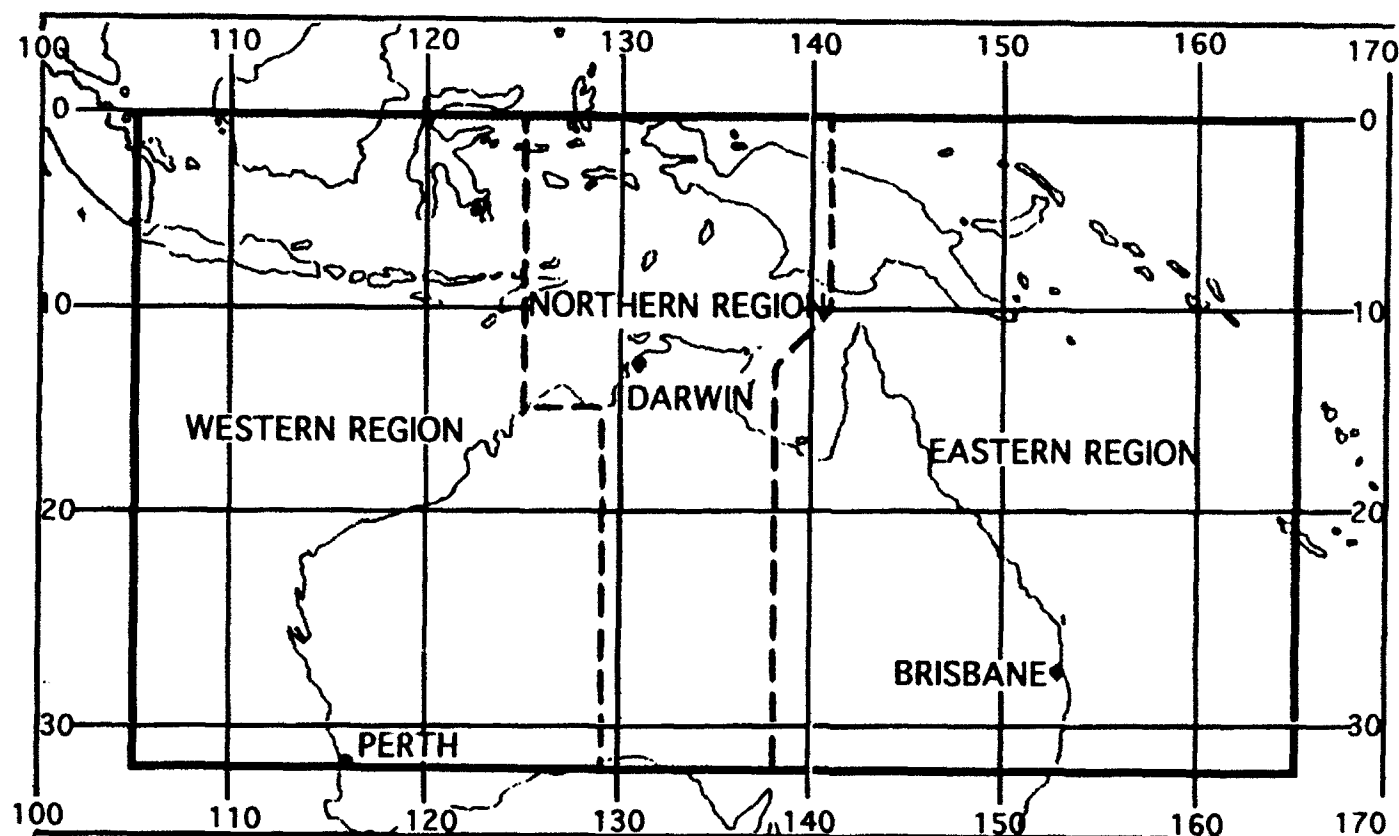 100 110 120 130 140 150 160 170
0 0
NORTHERN REGION
10 10
DARWIN
WESTERN REGION
EASTERN REGION
20 20
BRISBANE
30 30
PERTH
100 110 120 130 140 150 160 170